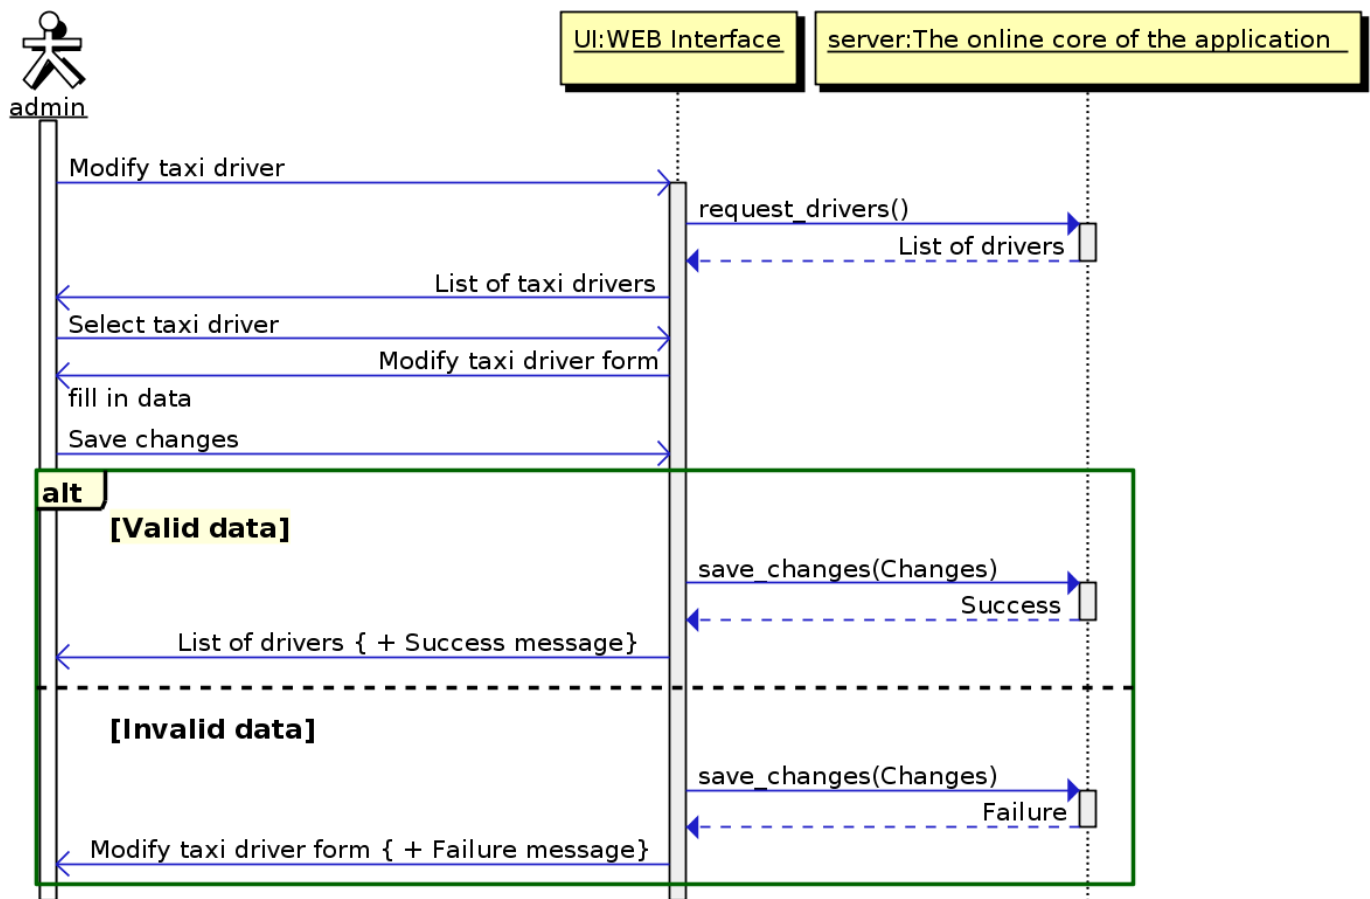 UI:WEB Interface
server:The online core of the application
admin
Modify taxi driver
request_drivers()
List of drivers
List of taxi drivers
Select taxi driver
Modify taxi driver form
fill in data
Save changes
alt
[Valid data]
save_changes(Changes)
Success
List of drivers { + Success message}
[Invalid data]
save_changes(Changes)
Failure
Modify taxi driver form { + Failure message}